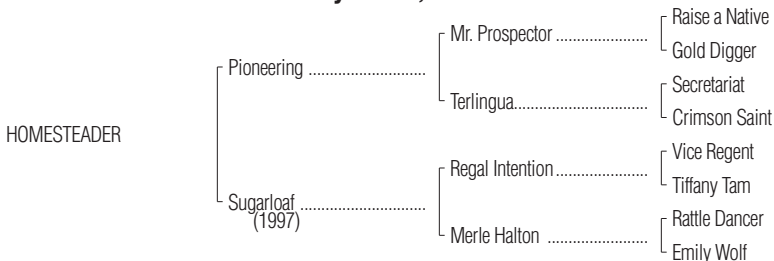 Raise a Native
Mr. Prospector ........................
Gold Digger
Pioneering ..............................
Secretariat
Terlingua...................................
Crimson Saint
HOMESTEADER
Vice Regent
Regal Intention ........................
Tiffany Tam
Sugarloaf ................................
(1997)
Rattle Dancer
Merle Halton ..........................
Emily Wolf